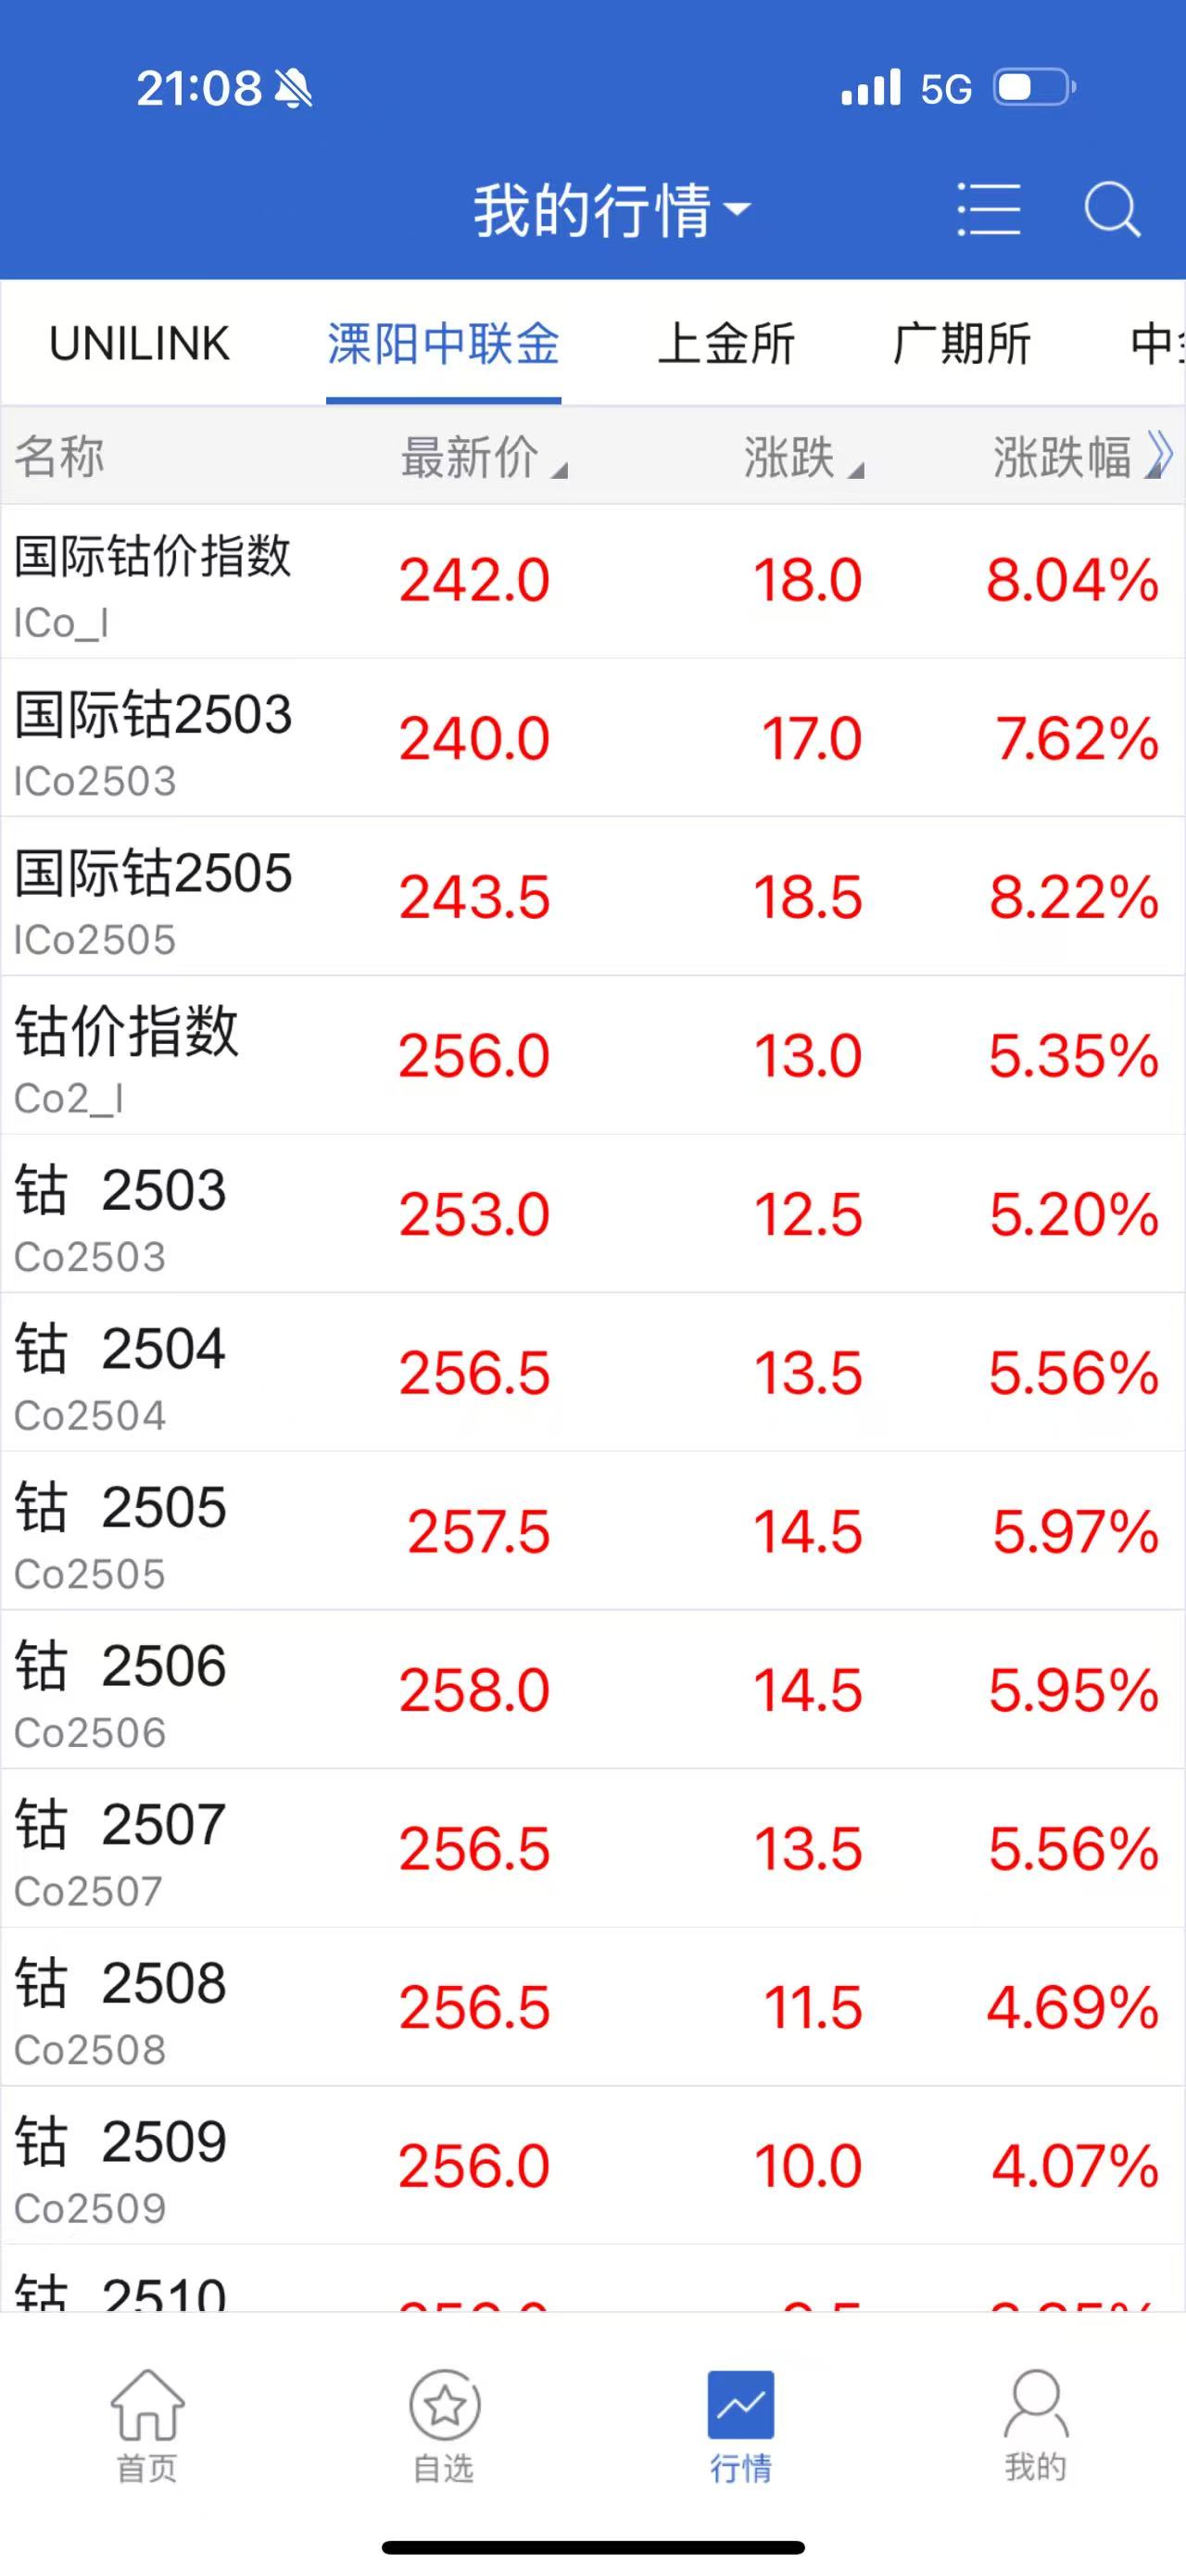 21:08 5G
我的行情
UNILINK 溧阳中联金 上金所 广期所 中
名称 最新价 涨跌 涨跌幅
国际钴价指数 242.0 18.0 8.04%
ICo_I
国际钴2503 240.0 17.0 7.62%
ICo2503
国际钴2505 243.5 18.5 8.22%
ICo2505
钴价指数 256.0 13.0 5.35%
Co2_I
钴 2503 253.0 12.5 5.20%
Co2503
钴 2504 256.5 13.5 5.56%
Co2504
钴 2505 257.5 14.5 5.97%
Co2505
钴 2506 258.0 14.5 5.95%
Co2506
钴 2507 256.5 13.5 5.56%
Co2507
钴 2508 256.5 11.5 4.69%
Co2508
钴 2509 256.0 10.0 4.07%
Co2509
钴 2510
首页 自选 行情 我的